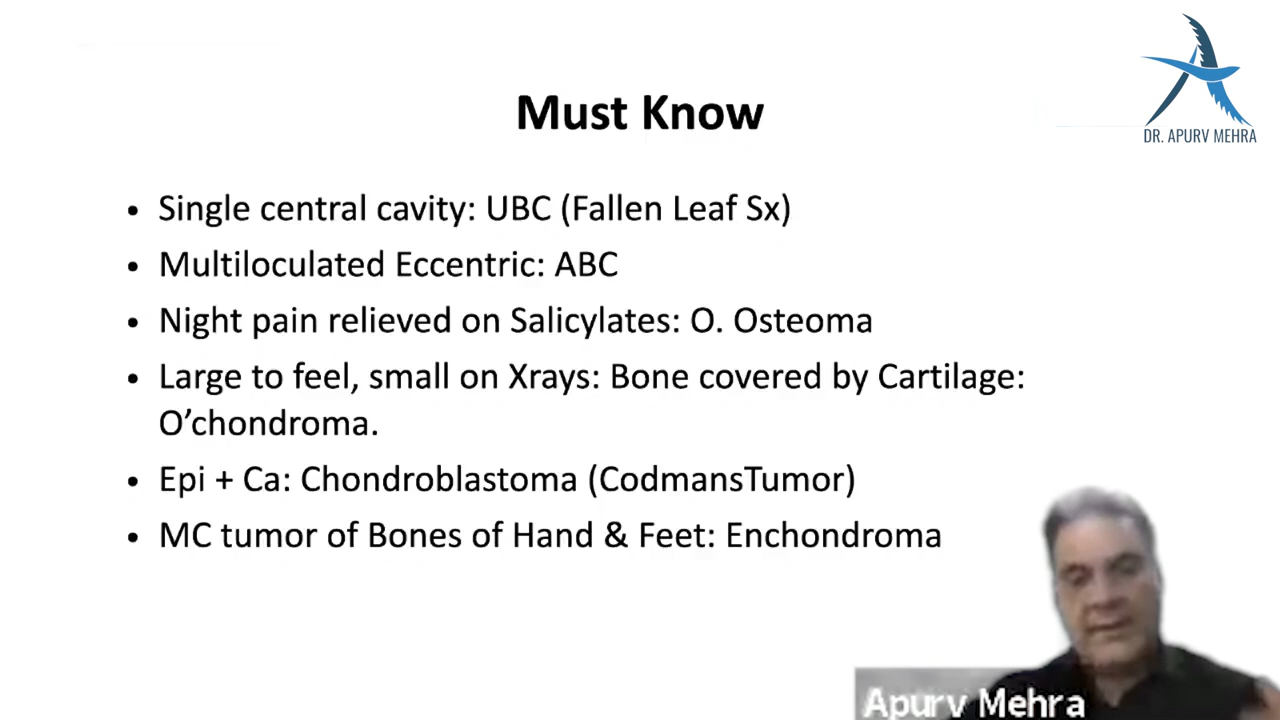 DR. APURV MEHRA
Must Know
• Single central cavity: UBC (Fallen Leaf Sx)
• Multiloculated Eccentric: ABC
• Night pain relieved on Salicylates: O. Osteoma
• Large to feel, small on Xrays: Bone covered by Cartilage:
O’chondroma.
• Epi + Ca: Chondroblastoma (CodmansTumor)
• MC tumor of Bones of Hand & Feet: Enchondroma
Apurv Mehra